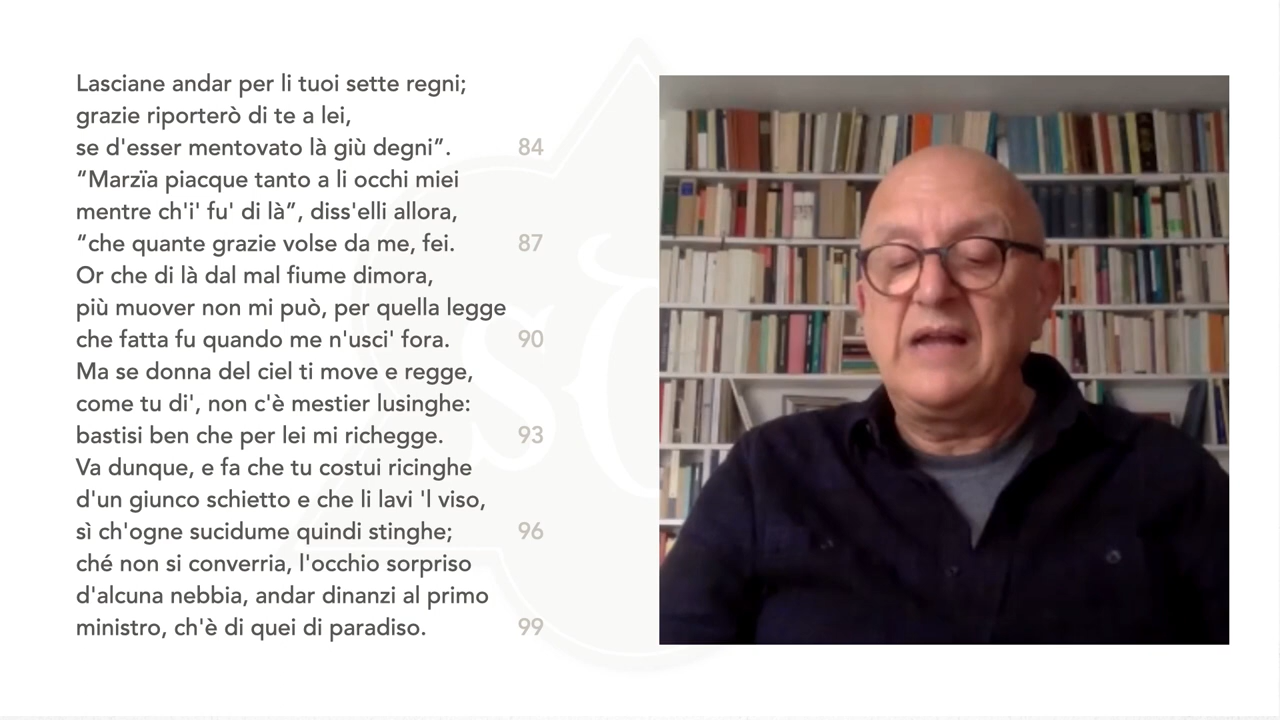 Lasciane andar per li tuoi sette regni;
grazie riporterò di te a lei,
se d'esser mentovato là giù degni”. 84
“Marzïa piacque tanto a li occhi miei
mentre ch'i' fu' di là”, diss'elli allora,
“che quante grazie volse da me, fei. 87
Or che di là dal mal fiume dimora,
più muover non mi può, per quella legge
che fatta fu quando me n'usci' fora. 90
Ma se donna del ciel ti move e regge,
come tu di', non c'è mestier lusinghe:
bastisi ben che per lei mi richegge. 93
Va dunque, e fa che tu costui ricinghe
d'un giunco schietto e che li lavi 'l viso,
sì ch'ogne sucidume quindi stinghe; 96
ché non si converria, l'occhio sorpriso
d'alcuna nebbia, andar dinanzi al primo
ministro, ch'è di quei di paradiso. 99